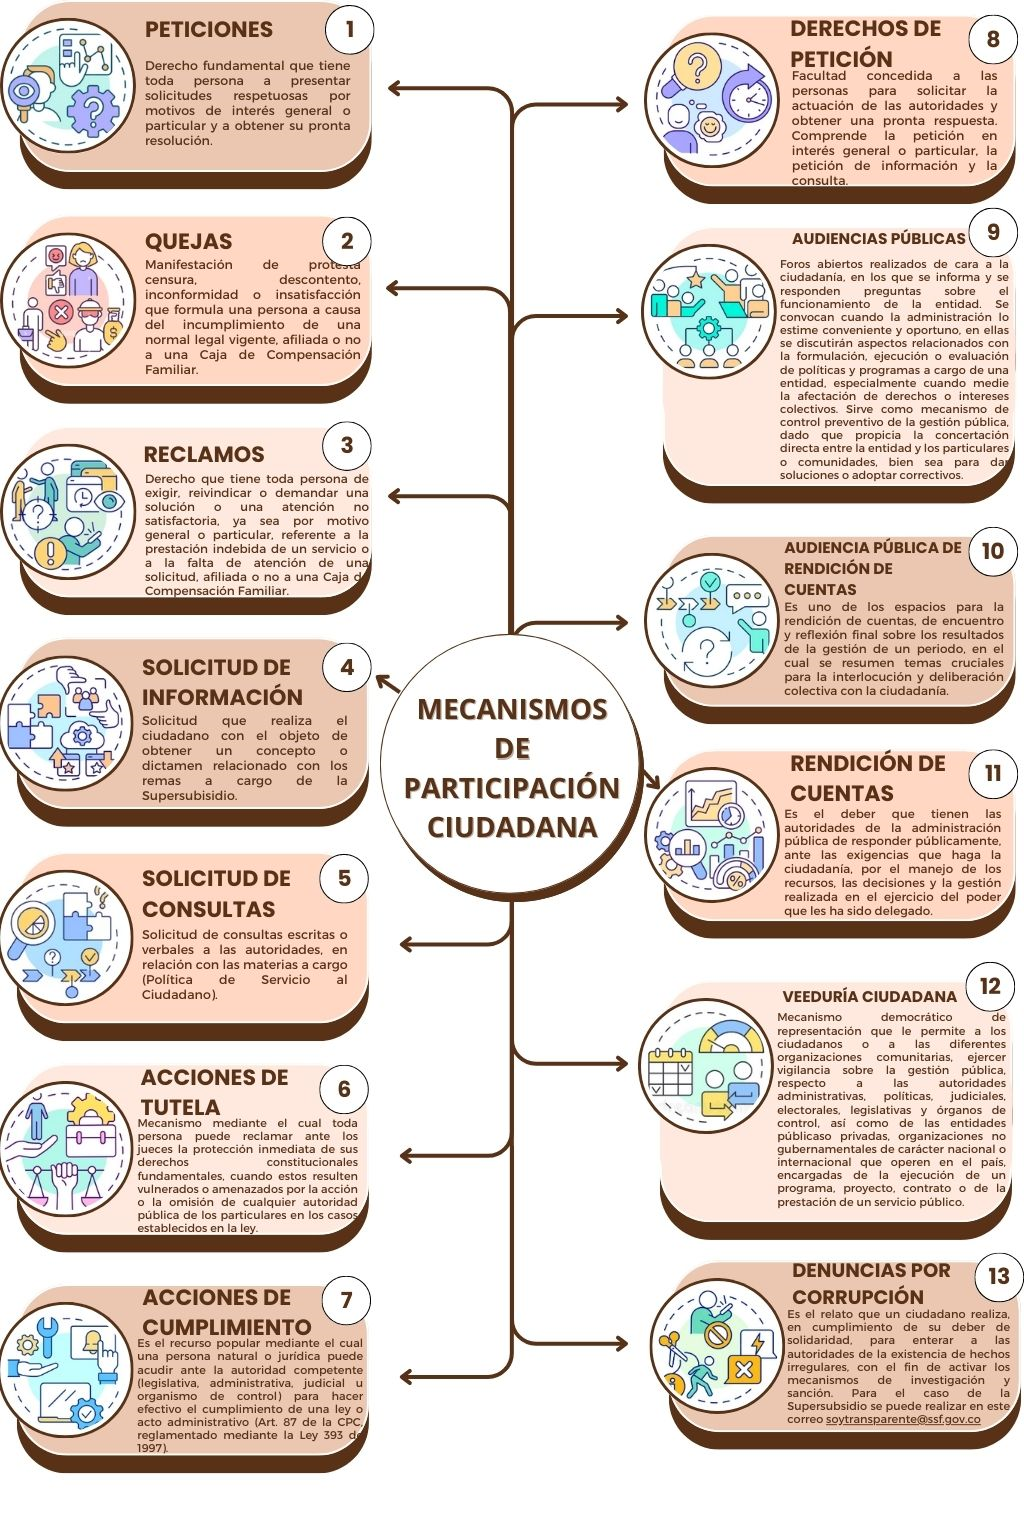 PETICIONES
1
Derecho fundamental que tiene
toda persona a presentar
solicitudes respetuosas por
motivos de interés general o
particular y a obtener su pronta
resolución.
QUEJAS
2
Manifestación de protesta
censura, descontento,
inconformidad o insatisfacción
que formula una persona a causa
del incumplimiento de una
normal legal vigente, afiliada o no
a una Caja de Compensación
Familiar.
RECLAMOS
3
Derecho que tiene toda persona de
exigir, reivindicar o demandar una
solución o una atención no
satisfactoria, ya sea por motivo
general o particular, referente a la
prestación indebida de un servicio o
a la falta de atención de una
solicitud, afiliada o no a una Caja de
Compensación Familiar.
SOLICITUD DE
INFORMACIÓN
4
Solicitud que realiza el
ciudadano con el objeto de
obtener un concepto o
dictamen relacionado con los
remas a cargo de la
Supersubisidio.
SOLICITUD DE
CONSULTAS
5
Solicitud de consultas escritas o
verbales a las autoridades, en
relación con las materias a cargo
(Política de Servicio al
Ciudadano).
ACCIONES DE
TUTELA
6
Mecanismo mediante el cual toda
persona puede reclamar ante los
jueces la protección inmediata de sus
derechos constitucionales
fundamentales, cuando estos resulten
vulnerados o amenazados por la acción
o la omisión de cualquier autoridad
pública de los particulares en los casos
establecidos en la ley.
ACCIONES DE
CUMPLIMIENTO
7
Es el recurso popular mediante el cual
una persona natural o jurídica puede
acudir ante la autoridad competente
(legislativa, administrativa, judicial u
organismo de control) para hacer
efectivo el cumplimiento de una ley o
acto administrativo (Art. 87 de la CPC,
reglamentado mediante la Ley 393 de
1997).
MECANISMOS
DE
PARTICIPACIÓN
CIUDADANA
DERECHOS DE
PETICIÓN
8
Facultad concedida a las
personas para solicitar la
actuación de las autoridades y
obtener una pronta respuesta.
Comprende la petición en
interés general o particular, la
petición de información y la
consulta.
AUDIENCIAS PÚBLICAS
9
Foros abiertos realizados de cara a la
ciudadanía, en los que se informa y se
responden preguntas sobre el
funcionamiento de la entidad. Se
convocan cuando la administración lo
estime conveniente y oportuno, en ellas
se discutirán aspectos relacionados con
la formulación, ejecución o evaluación
de políticas y programas a cargo de una
entidad, especialmente cuando medie
la afectación de derechos o intereses
colectivos. Sirve como mecanismo de
control preventivo de la gestión pública,
dado que propicia la concertación
directa entre la entidad y los particulares
o comunidades, bien sea para dar
soluciones o adoptar correctivos.
AUDIENCIA PÚBLICA DE
RENDICIÓN DE
CUENTAS
10
Es uno de los espacios para la
rendición de cuentas, de encuentro
y reflexión final sobre los resultados
de la gestión de un periodo, en el
cual se resumen temas cruciales
para la interlocución y deliberación
colectiva con la ciudadanía.
RENDICIÓN DE
CUENTAS
11
Es el deber que tienen las
autoridades de la administración
pública de responder públicamente,
ante las exigencias que haga la
ciudadanía, por el manejo de los
recursos, las decisiones y la gestión
realizada en el ejercicio del poder
que les ha sido delegado.
VEEDURÍA CIUDADANA
12
Mecanismo democrático de
representación que le permite a los
ciudadanos o a las diferentes
organizaciones comunitarias, ejercer
vigilancia sobre la gestión pública,
respecto a las autoridades
administrativas, políticas, judiciales,
electorales, legislativas y órganos de
control, así como de las entidades
públicaso privadas, organizaciones no
gubernamentales de carácter nacional o
internacional que operen en el país,
encargadas de la ejecución de un
programa, proyecto, contrato o de la
prestación de un servicio público.
DENUNCIAS POR
CORRUPCIÓN
13
Es el relato que un ciudadano realiza,
en cumplimiento de su deber de
solidaridad, para enterar a las
autoridades de la existencia de hechos
irregulares, con el fin de activar los
mecanismos de investigación y
sanción. Para el caso de la
Supersubsidio se puede realizar en este
correo soytransparente@ssf.gov.co